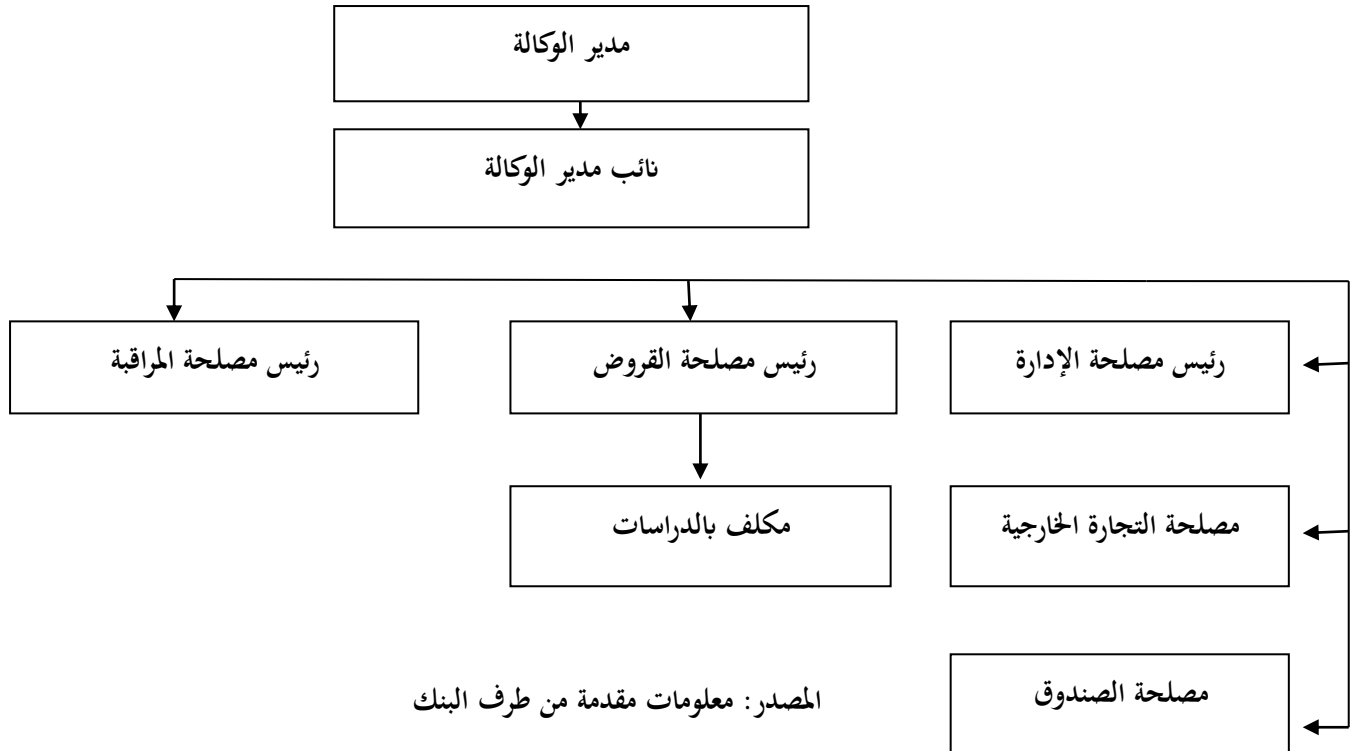 مدير الوكالة
نائب مدير الوكالة
رئيس مصلحة الإدارة
رئيس مصلحة القروض
رئيس مصلحة المراقبة
مصلحة التجارة الخارجية
مكلف بالدراسات
مصلحة الصندوق
المصدر: معلومات مقدمة من طرف البنك